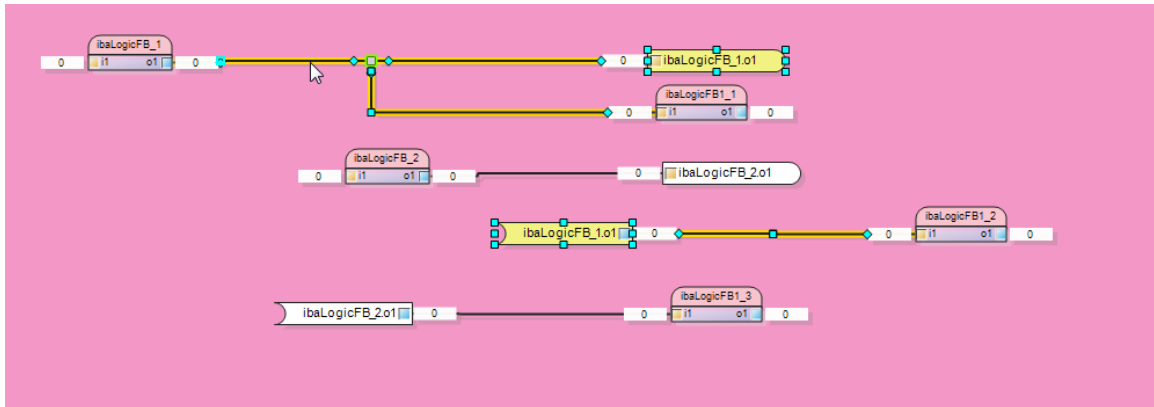 ibaLogicFB_1
0 i1 o1 0 0 ibaLogicFB_1.o1
ibaLogicFB1_1
0 i1 o1 0
ibaLogicFB_2
0 i1 o1 0 0 ibaLogicFB_2.o1
ibaLogicFB1_2
ibaLogicFB_1.o1 0 0 i1 o1 0
ibaLogicFB1_3
ibaLogicFB_2.o1 0 0 i1 o1 0